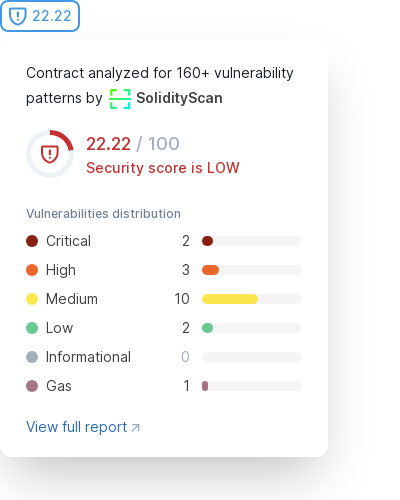 22.22
Contract analyzed for 160+ vulnerability
patterns by SolidityScan
22.22 / 100
Security score is LOW
Vulnerabilities distribution
Critical 2
High 3
Medium 10
Low 2
Informational 0
Gas 1
View full report